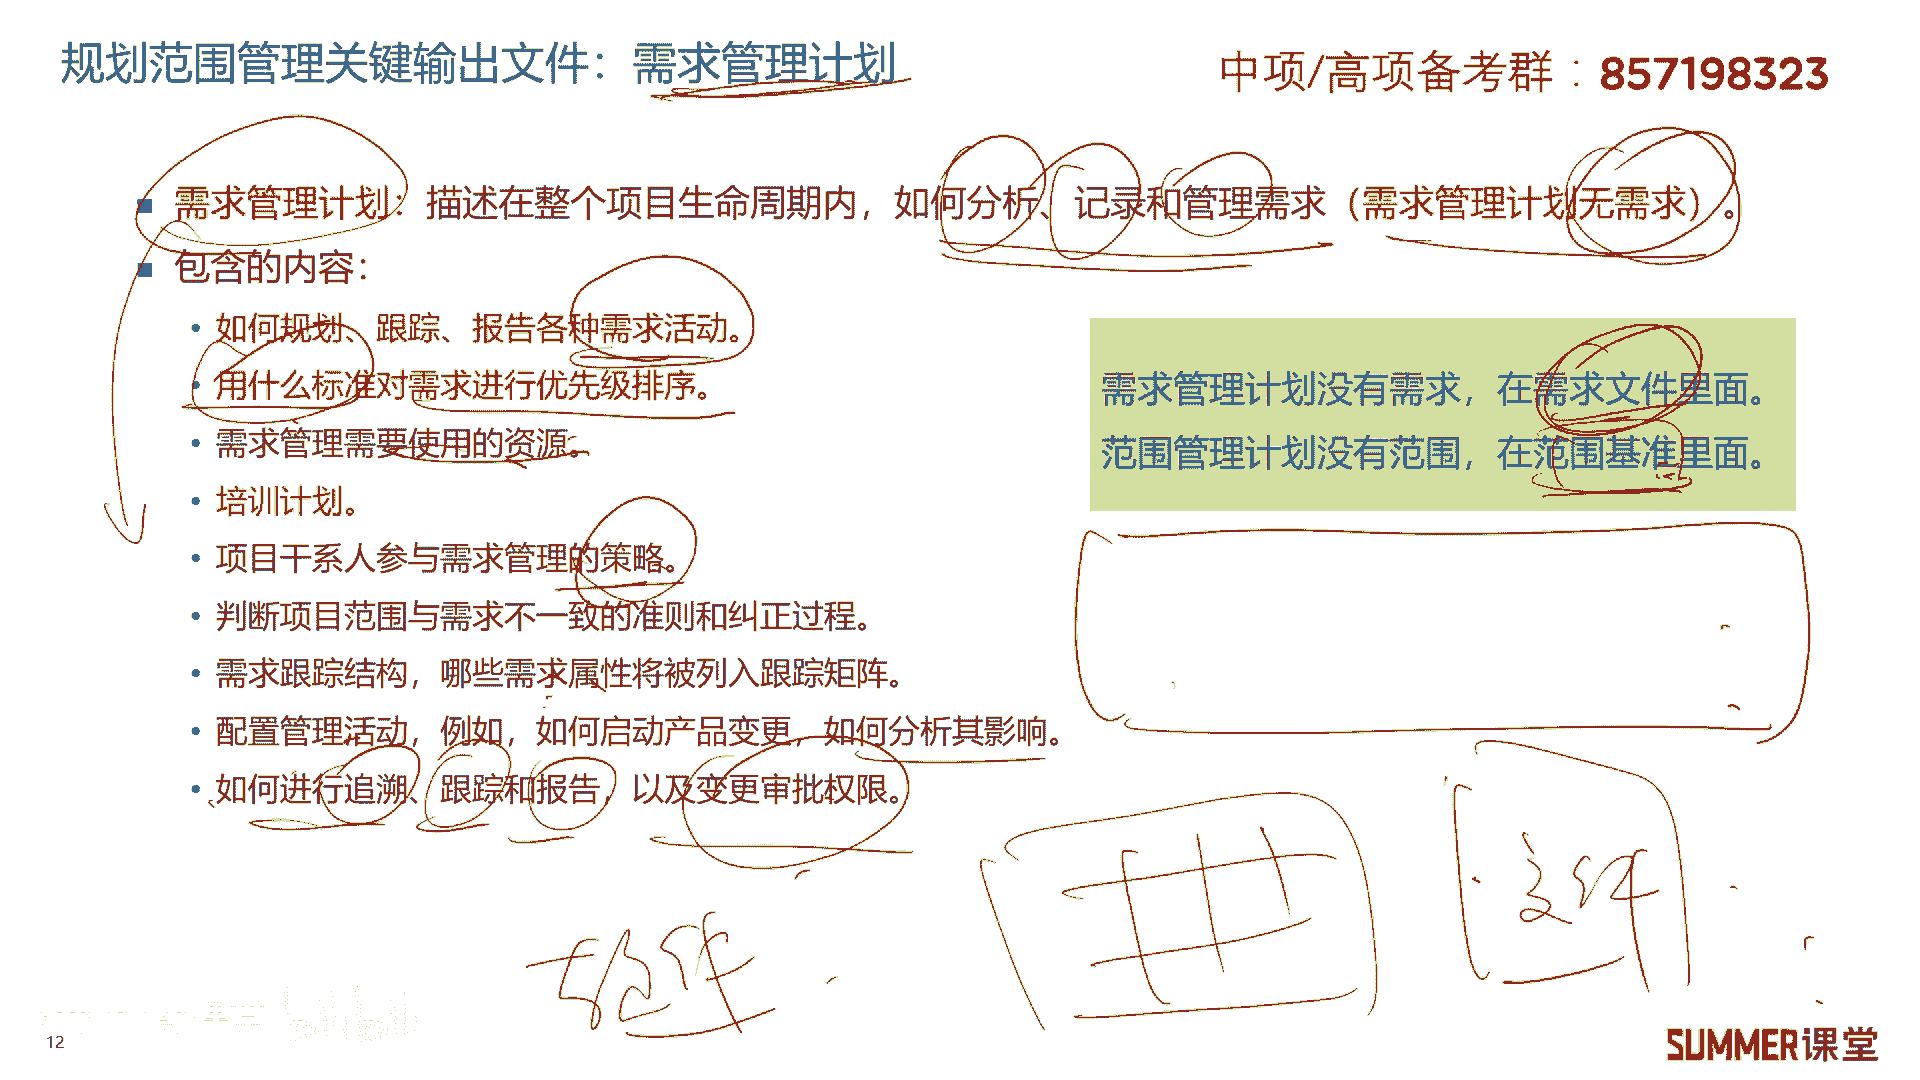 规划范围管理关键输出文件：需求管理计划
中项/高项备考群：857198323
需求管理计划：描述在整个项目生命周期内，如何分析、记录和管理需求（需求管理计划无需求）。
包含的内容：
如何规划、跟踪、报告各种需求活动。
用什么标准对需求进行优先级排序。
需求管理需要使用的资源。
培训计划。
项目干系人参与需求管理的策略。
判断项目范围与需求不一致的准则和纠正过程。
需求跟踪结构，哪些需求属性将被列入跟踪矩阵。
配置管理活动，例如，如何启动产品变更，如何分析其影响。
如何进行追溯、跟踪和报告，以及变更审批权限。
需求管理计划没有需求，在需求文件里面。
范围管理计划没有范围，在范围基准里面。
文件
软件
12
SUMMER课堂